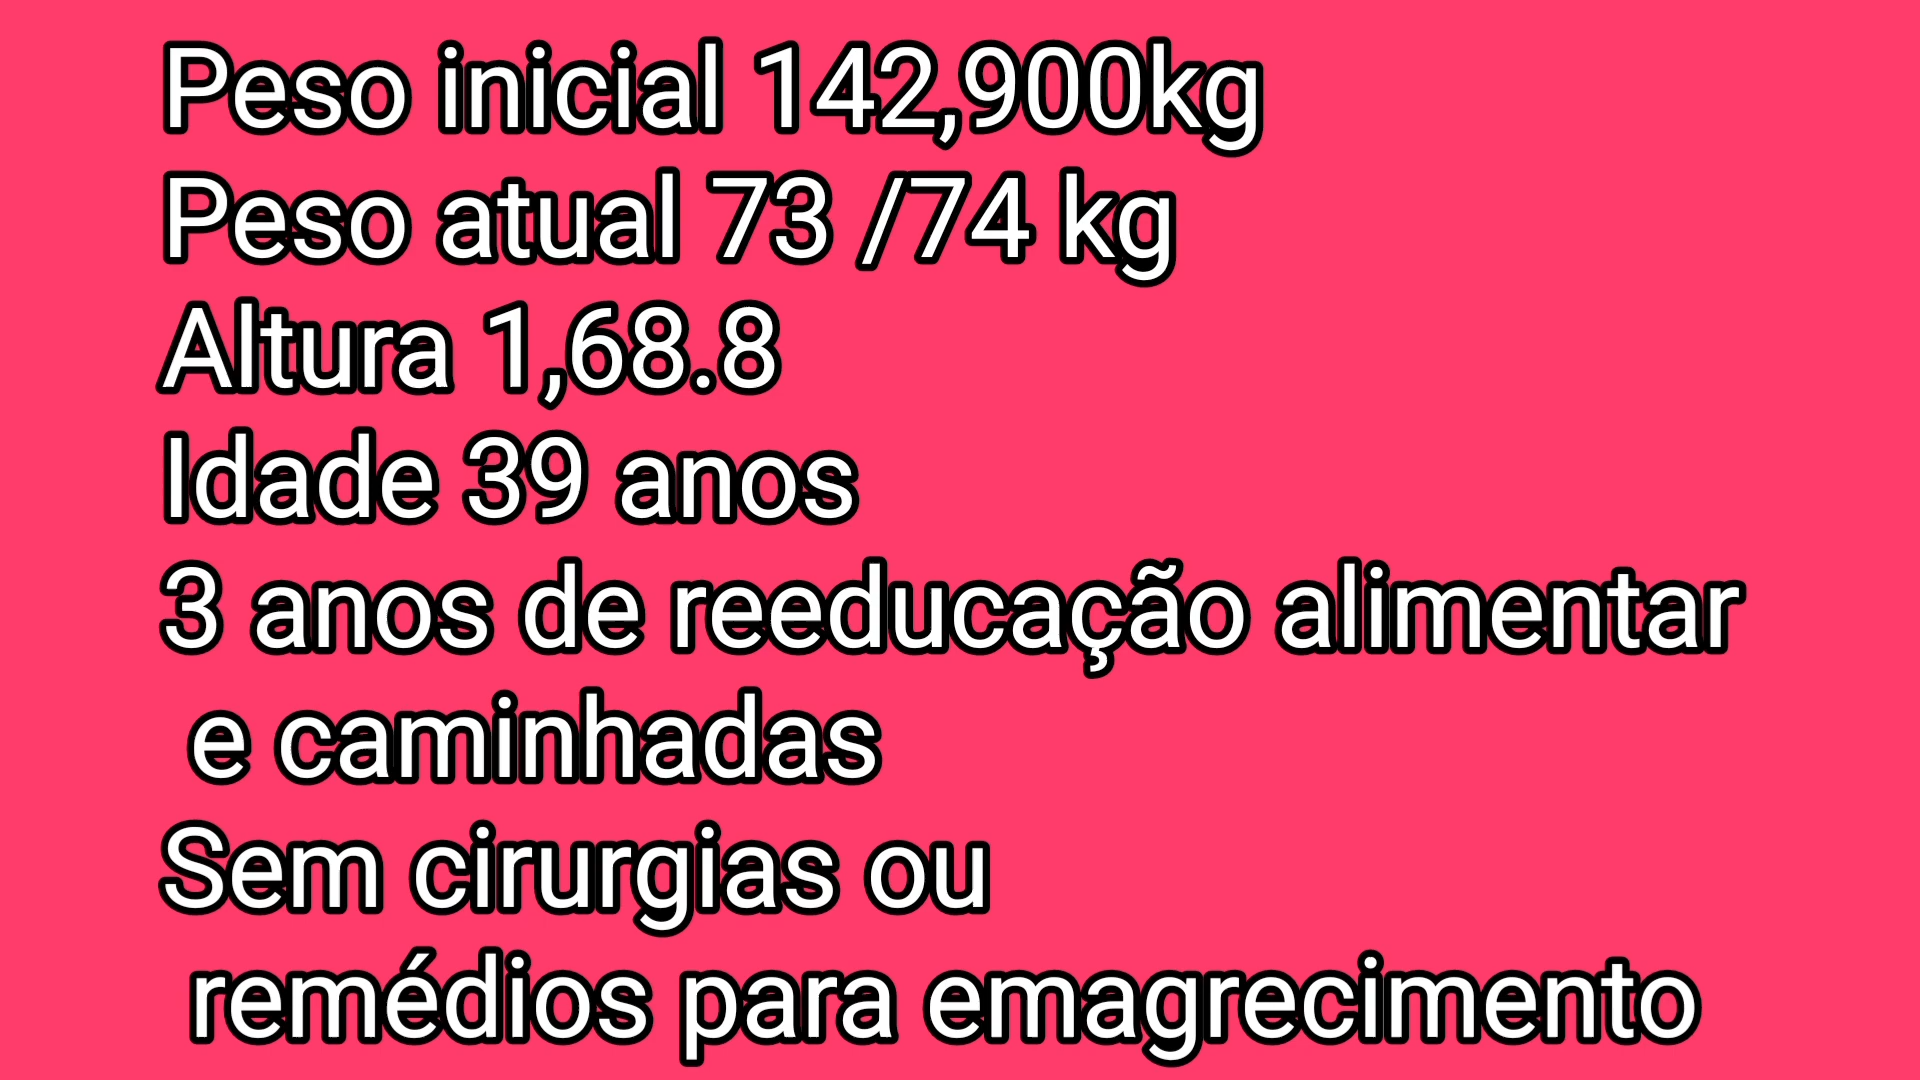 Peso inicial 142,900kg
Peso atual 73 /74 kg
Altura 1,68.8
Idade 39 anos
3 anos de reeducação alimentar
e caminhadas
Sem cirurgias ou
remédios para emagrecimento